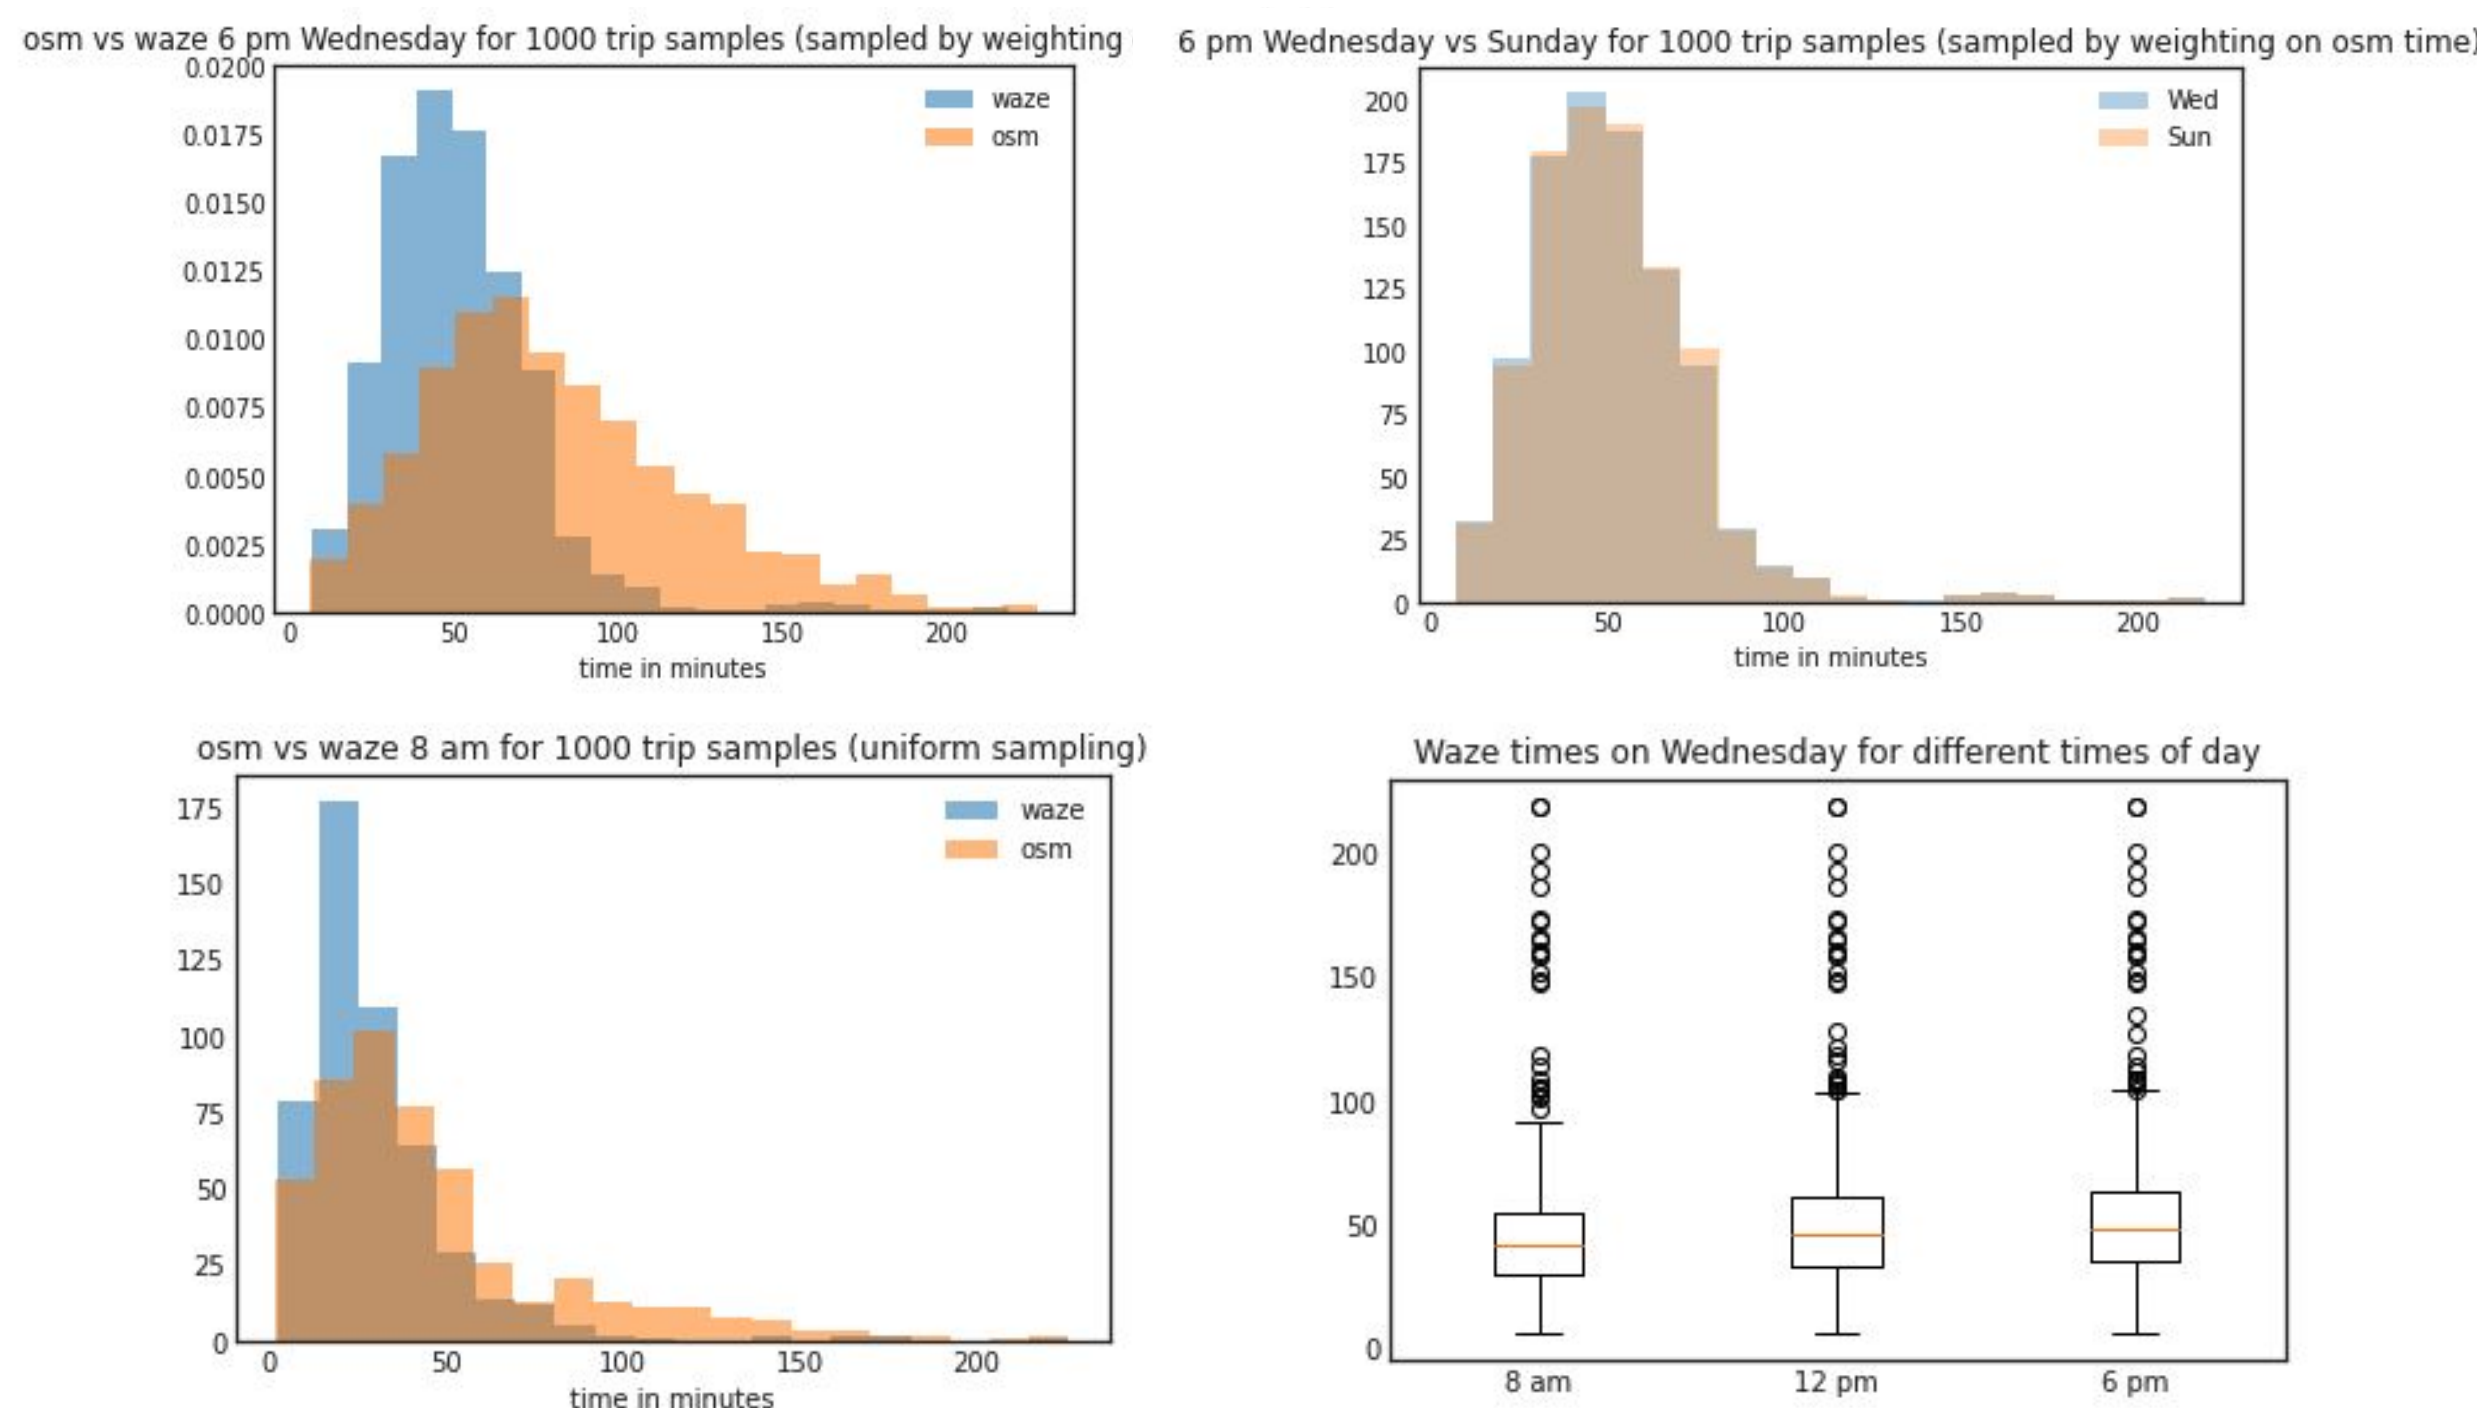 osm vs waze 6 pm Wednesday for 1000 trip samples (sampled by weighting
0.0200
0.0175
0.0150
0.0125
0.0100
0.0075
0.0050
0.0025
0.0000
waze
osm
0 50 100 150 200
time in minutes
6 pm Wednesday vs Sunday for 1000 trip samples (sampled by weighting on osm time)
200
175
150
125
100
75
50
25
0
Wed
Sun
0 50 100 150 200
time in minutes
osm vs waze 8 am for 1000 trip samples (uniform sampling)
175
150
125
100
75
50
25
0
waze
osm
0 50 100 150 200
time in minutes
Waze times on Wednesday for different times of day
200
150
100
50
0
8 am 12 pm 6 pm